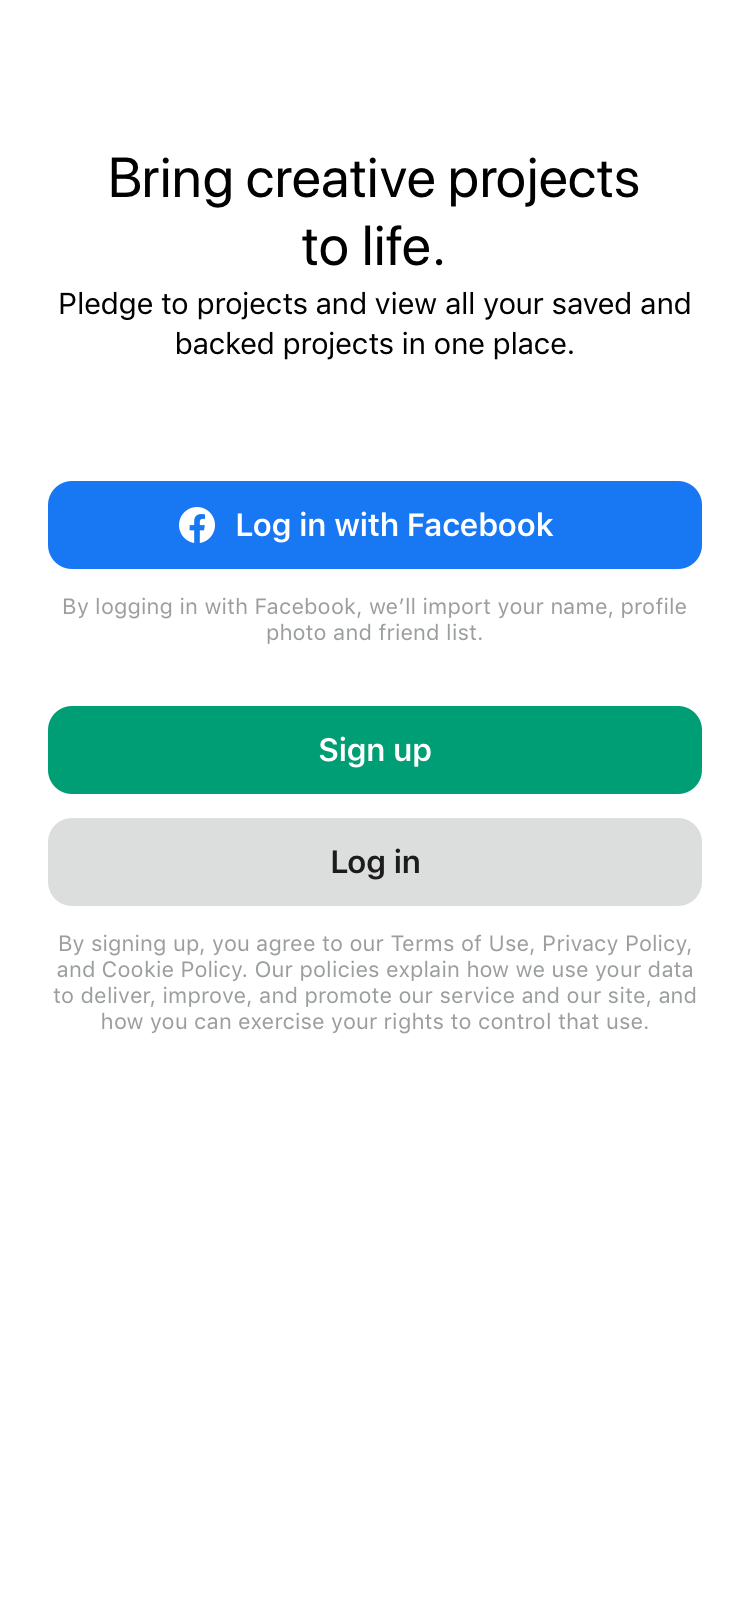 Bring creative projects
to life.
Pledge to projects and view all your saved and
backed projects in one place.
Log in with Facebook
By logging in with Facebook, we’ll import your name, profile
photo and friend list.
Sign up
Log in
By signing up, you agree to our Terms of Use, Privacy Policy,
and Cookie Policy. Our policies explain how we use your data
to deliver, improve, and promote our service and our site, and
how you can exercise your rights to control that use.